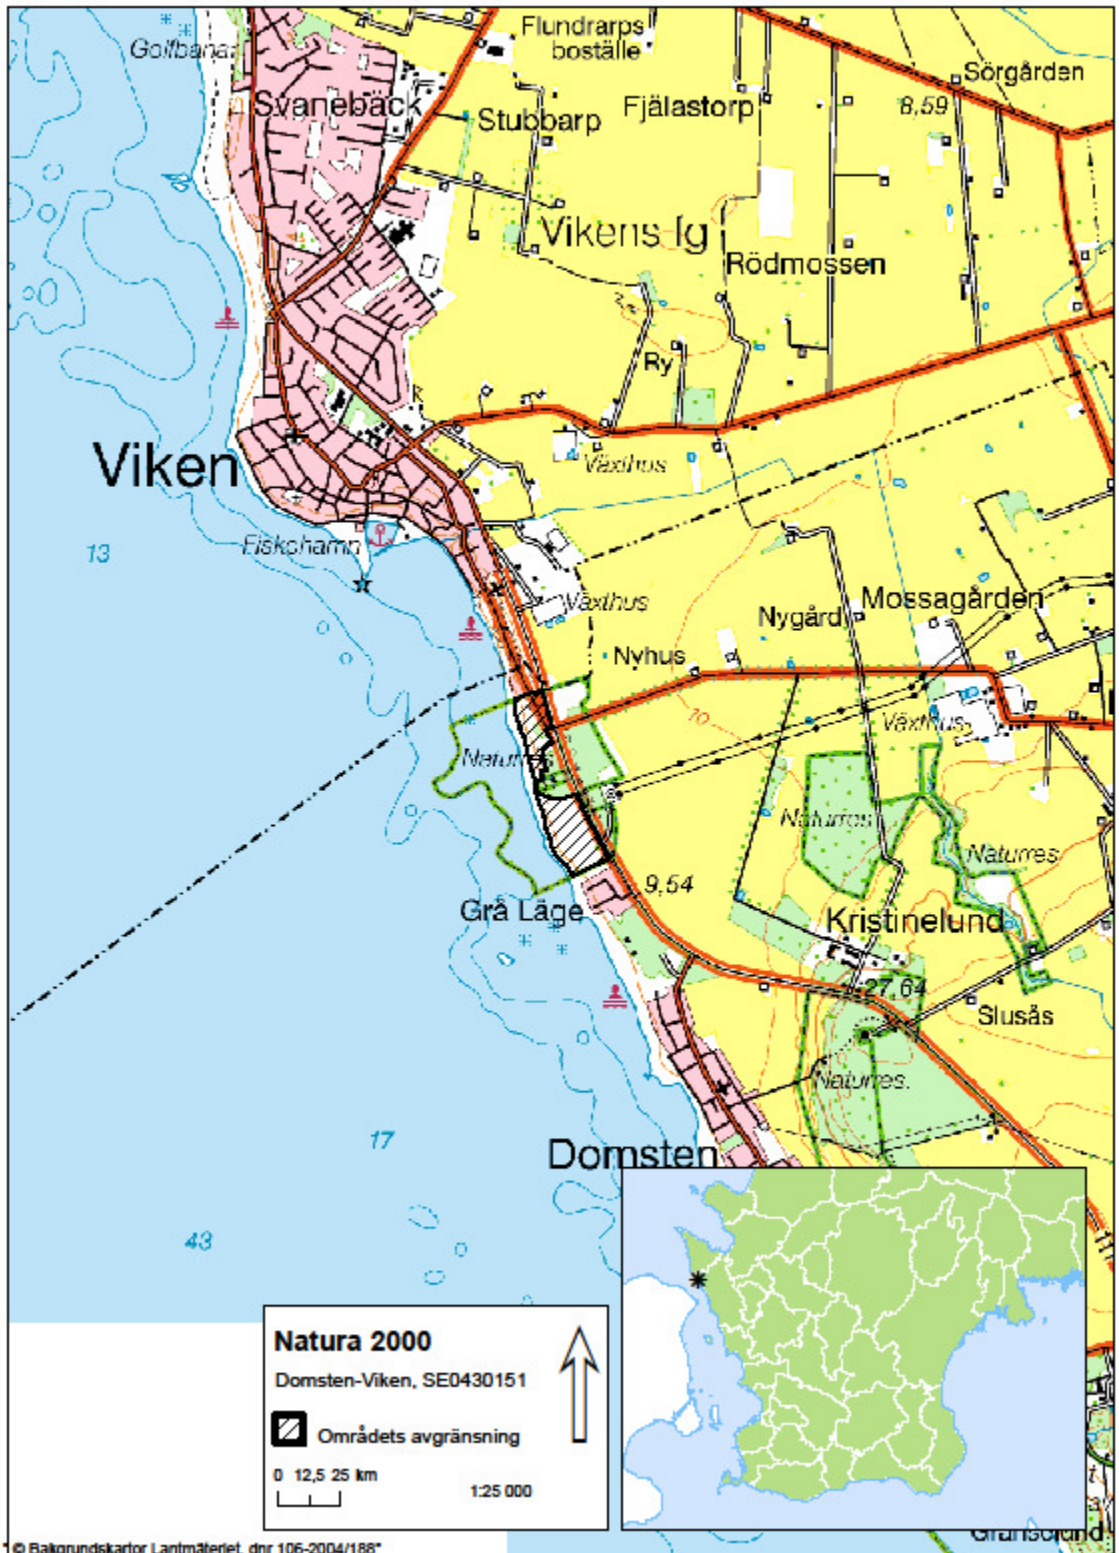 Flundrarps
boställe
Golfbana
Sörgården
Svanebäck
Fjälastorp
8,59
Stubbarp
Vikens lg
Rödmossen
Ry
Viken
Växthus
Fiskehamn
13
Växthus
Mossagården
Nygård
Nyhus
10
Växthus
Naturres
Naturres
Naturres
9,54
Grå Läge
Kristinelund
27,64
Slusås
Naturres.
17
Domsten
43
Natura 2000
Domsten-Viken, SE0430151
Områdets avgränsning
0 12,5 25 km
1:25 000
© Bakgrundskartor Lantmäteriet, dnr 106-2004/188"